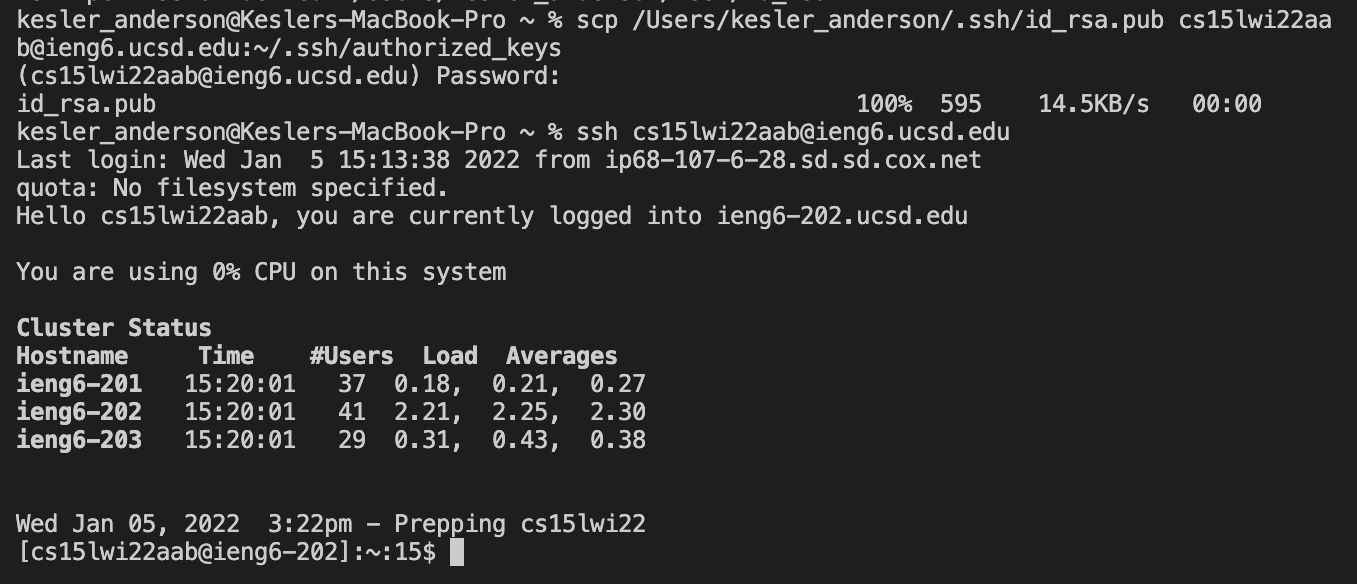 kesler_anderson@Keslers-MacBook-Pro ~ % scp /Users/kesler_anderson/.ssh/id_rsa.pub cs15lwi22aa
b@ieng6.ucsd.edu:~/.ssh/authorized_keys
(cs15lwi22aab@ieng6.ucsd.edu) Password:
id_rsa.pub 100% 595 14.5KB/s 00:00
kesler_anderson@Keslers-MacBook-Pro ~ % ssh cs15lwi22aab@ieng6.ucsd.edu
Last login: Wed Jan  5 15:13:38 2022 from ip68-107-6-28.sd.sd.cox.net
quota: No filesystem specified.
Hello cs15lwi22aab, you are currently logged into ieng6-202.ucsd.edu
You are using 0% CPU on this system
Cluster Status
Hostname     Time    #Users  Load  Averages
ieng6-201   15:20:01   37  0.18,  0.21,  0.27
ieng6-202   15:20:01   41  2.21,  2.25,  2.30
ieng6-203   15:20:01   29  0.31,  0.43,  0.38
Wed Jan 05, 2022  3:22pm - Prepping cs15lwi22
[cs15lwi22aab@ieng6-202]:~:15$